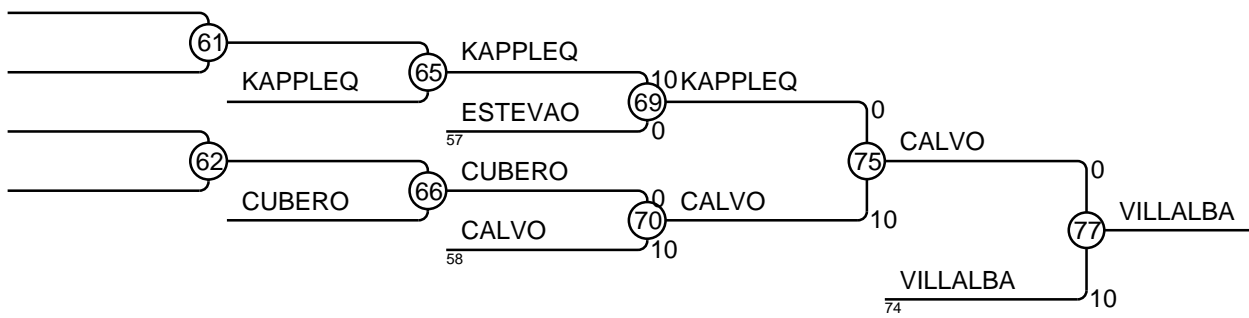 61
KAPPLEQ
65
KAPPLEQ
10
ESTEVAO
57
69
0
KAPPLEQ
0
62
CUBERO
66
CUBERO
0
CALVO
58
70
10
CALVO
75
10
CALVO
0
VILLALBA
74
77
10
VILLALBA